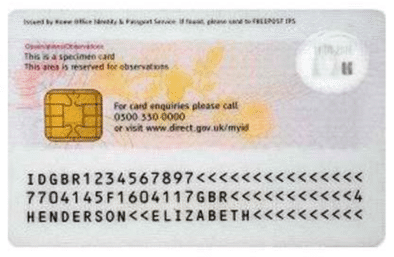 Issued by Home Office Identity & Passport Service. If found, please send to FREEPOST IPS
Observations/Observations
This is a specimen card
This area is reserved for observations
For card enquiries please call
0300 330 0000
or visit www.direct.gov.uk/myid
IDGBR1234567897<<<<<<<<<<<<<<<
7704145F1604117GBR<<<<<<<<<<<4
HENDERSON<<ELIZABETH<<<<<<<<<<